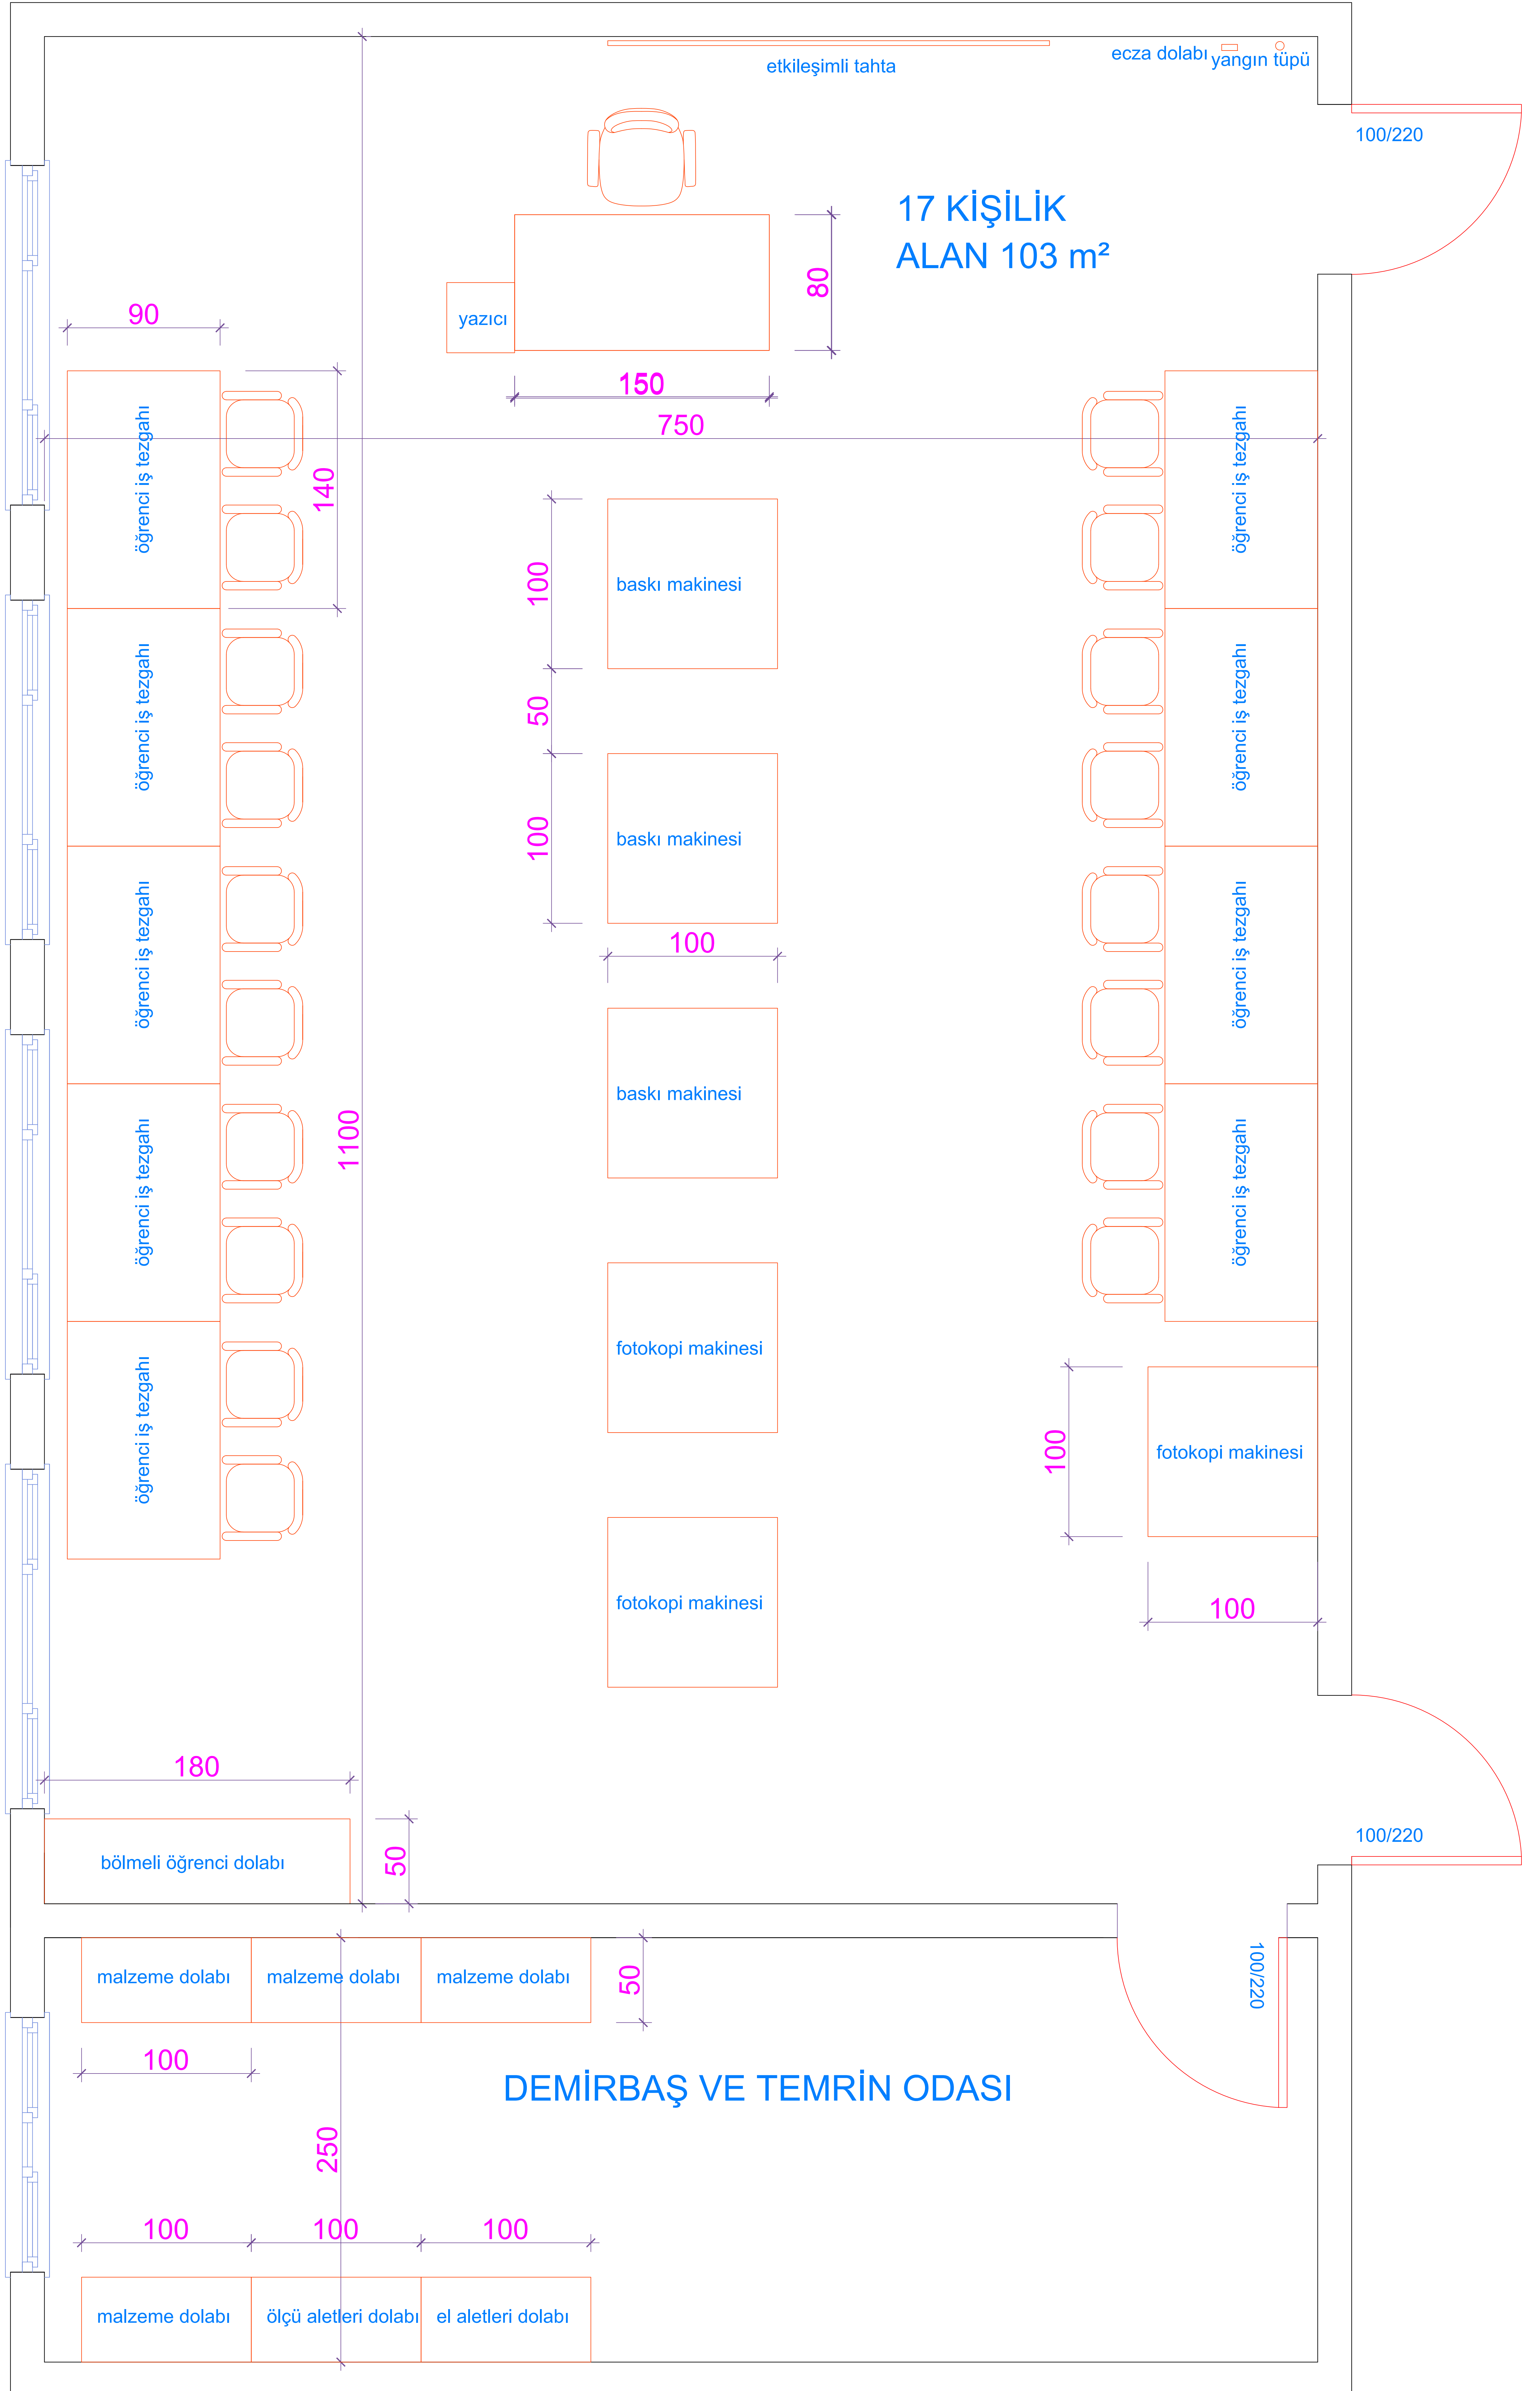 etkileşimli tahta
ecza dolabı
yangın tüpü
100/220
17 KİŞİLİK
ALAN 103 m²
80
yazıcı
90
150
750
140
öğrenci iş tezgahı
öğrenci iş tezgahı
100
baskı makinesi
50
öğrenci iş tezgahı
öğrenci iş tezgahı
100
baskı makinesi
100
öğrenci iş tezgahı
öğrenci iş tezgahı
baskı makinesi
1100
öğrenci iş tezgahı
öğrenci iş tezgahı
fotokopi makinesi
öğrenci iş tezgahı
100
fotokopi makinesi
fotokopi makinesi
100
180
100/220
bölmeli öğrenci dolabı
50
malzeme dolabı
malzeme dolabı
malzeme dolabı
50
100/220
100
DEMİRBAŞ VE TEMRİN ODASI
250
100
100
100
malzeme dolabı
ölçü aletleri dolabı
el aletleri dolabı